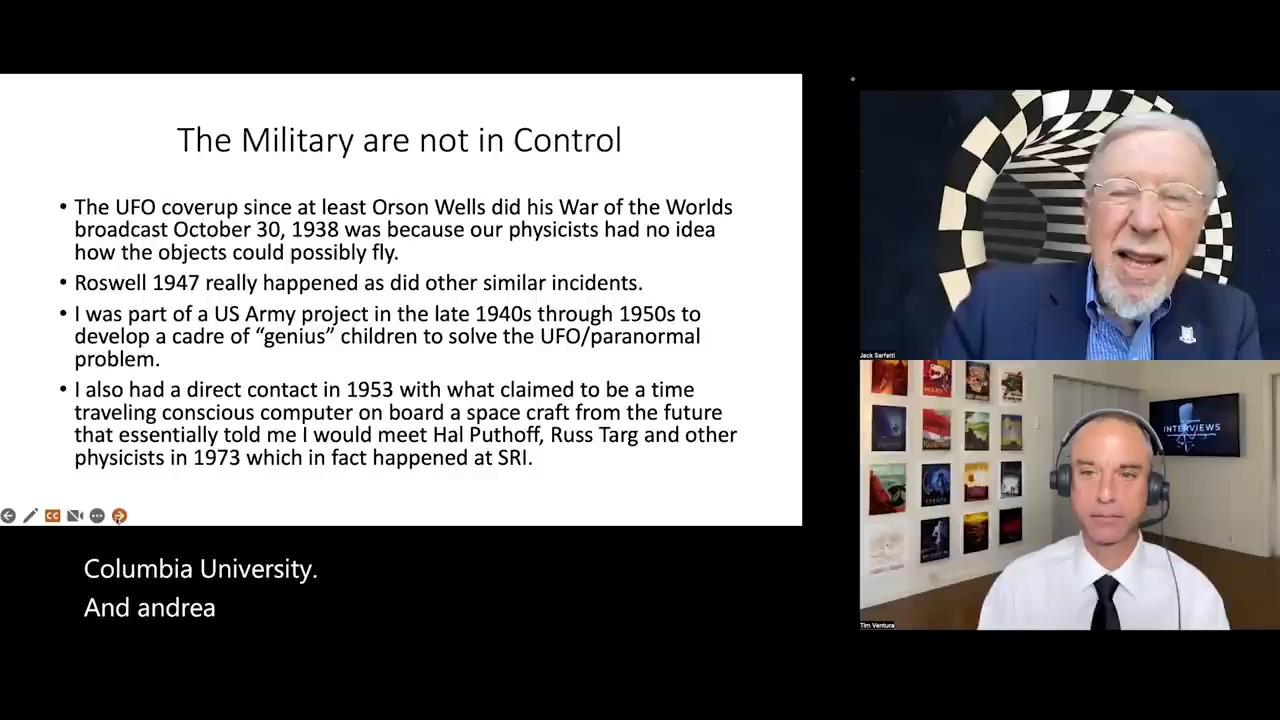 The Military are not in Control
• The UFO coverup since at least Orson Wells did his War of the Worlds
broadcast October 30, 1938 was because our physicists had no idea
how the objects could possibly fly.
• Roswell 1947 really happened as did other similar incidents.
• I was part of a US Army project in the late 1940s through 1950s to
develop a cadre of “genius” children to solve the UFO/paranormal
problem.
• I also had a direct contact in 1953 with what claimed to be a time
traveling conscious computer on board a space craft from the future
that essentially told me I would meet Hal Puthoff, Russ Targ and other
physicists in 1973 which in fact happened at SRI.
CC
Columbia University.
And andrea
Jack Sarfatti
INTERVIEWS
Tim Ventura